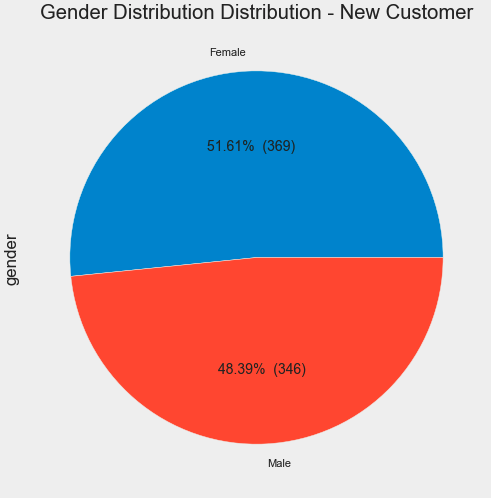 Gender Distribution Distribution - New Customer
Female
51.61% (369)
gender
48.39% (346)
Male